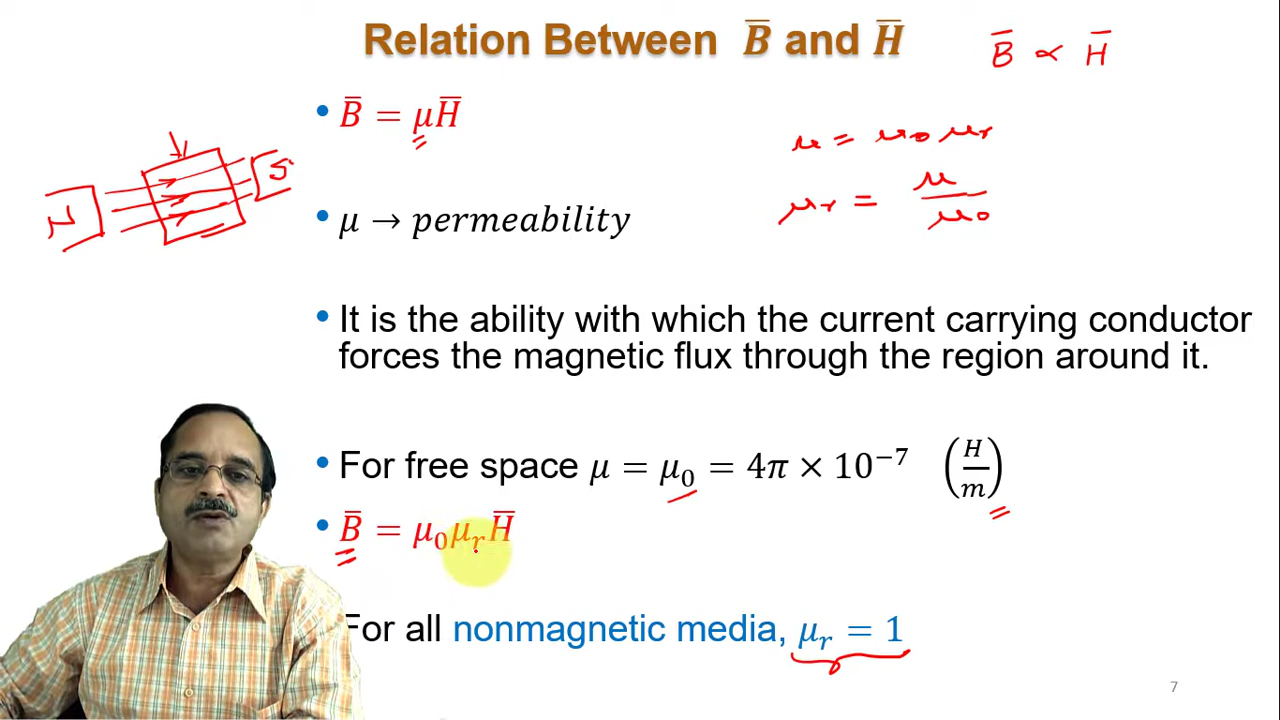 Relation Between B̅ and H̅
B̅ ∝ H̅
• B̅ = μH̅
μ = μ₀ μᵣ
μᵣ = μ / μ₀
N
S
• μ → permeability
• It is the ability with which the current carrying conductor
forces the magnetic flux through the region around it.
• For free space μ = μ₀ = 4π × 10⁻⁷ (H/m)
• B̅ = μ₀μᵣH̅
For all nonmagnetic media, μᵣ = 1
7